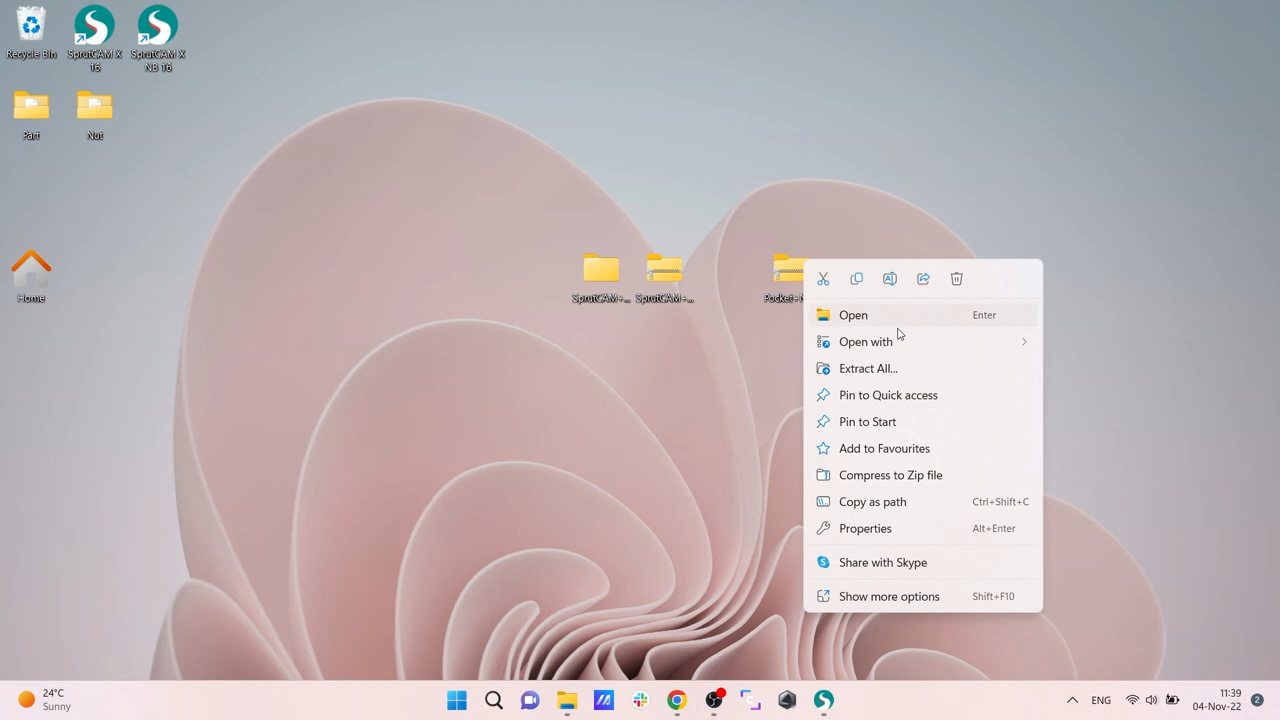 Recycle Bin
SprutCAM X
16
SprutCAM X
NB 16
Part
Nut
Home
SprutCAM+...
SprutCAM+...
Open
Enter
Open with
Extract All...
Pin to Quick access
Pin to Start
Add to Favourites
Compress to Zip file
Copy as path
Ctrl+Shift+C
Properties
Alt+Enter
Share with Skype
Show more options
Shift+F10
24°C
Sunny
ENG
11:39
04-Nov-22
2